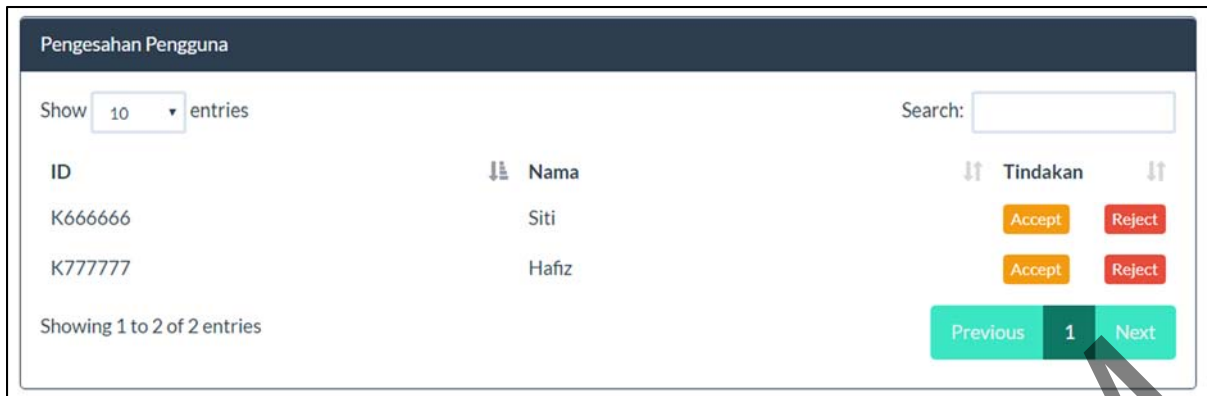 Pengesahan Pengguna
Show 10 entries Search:
ID Nama Tindakan
K666666 Siti Accept Reject
K777777 Hafiz Accept Reject
Showing 1 to 2 of 2 entries Previous 1 Next